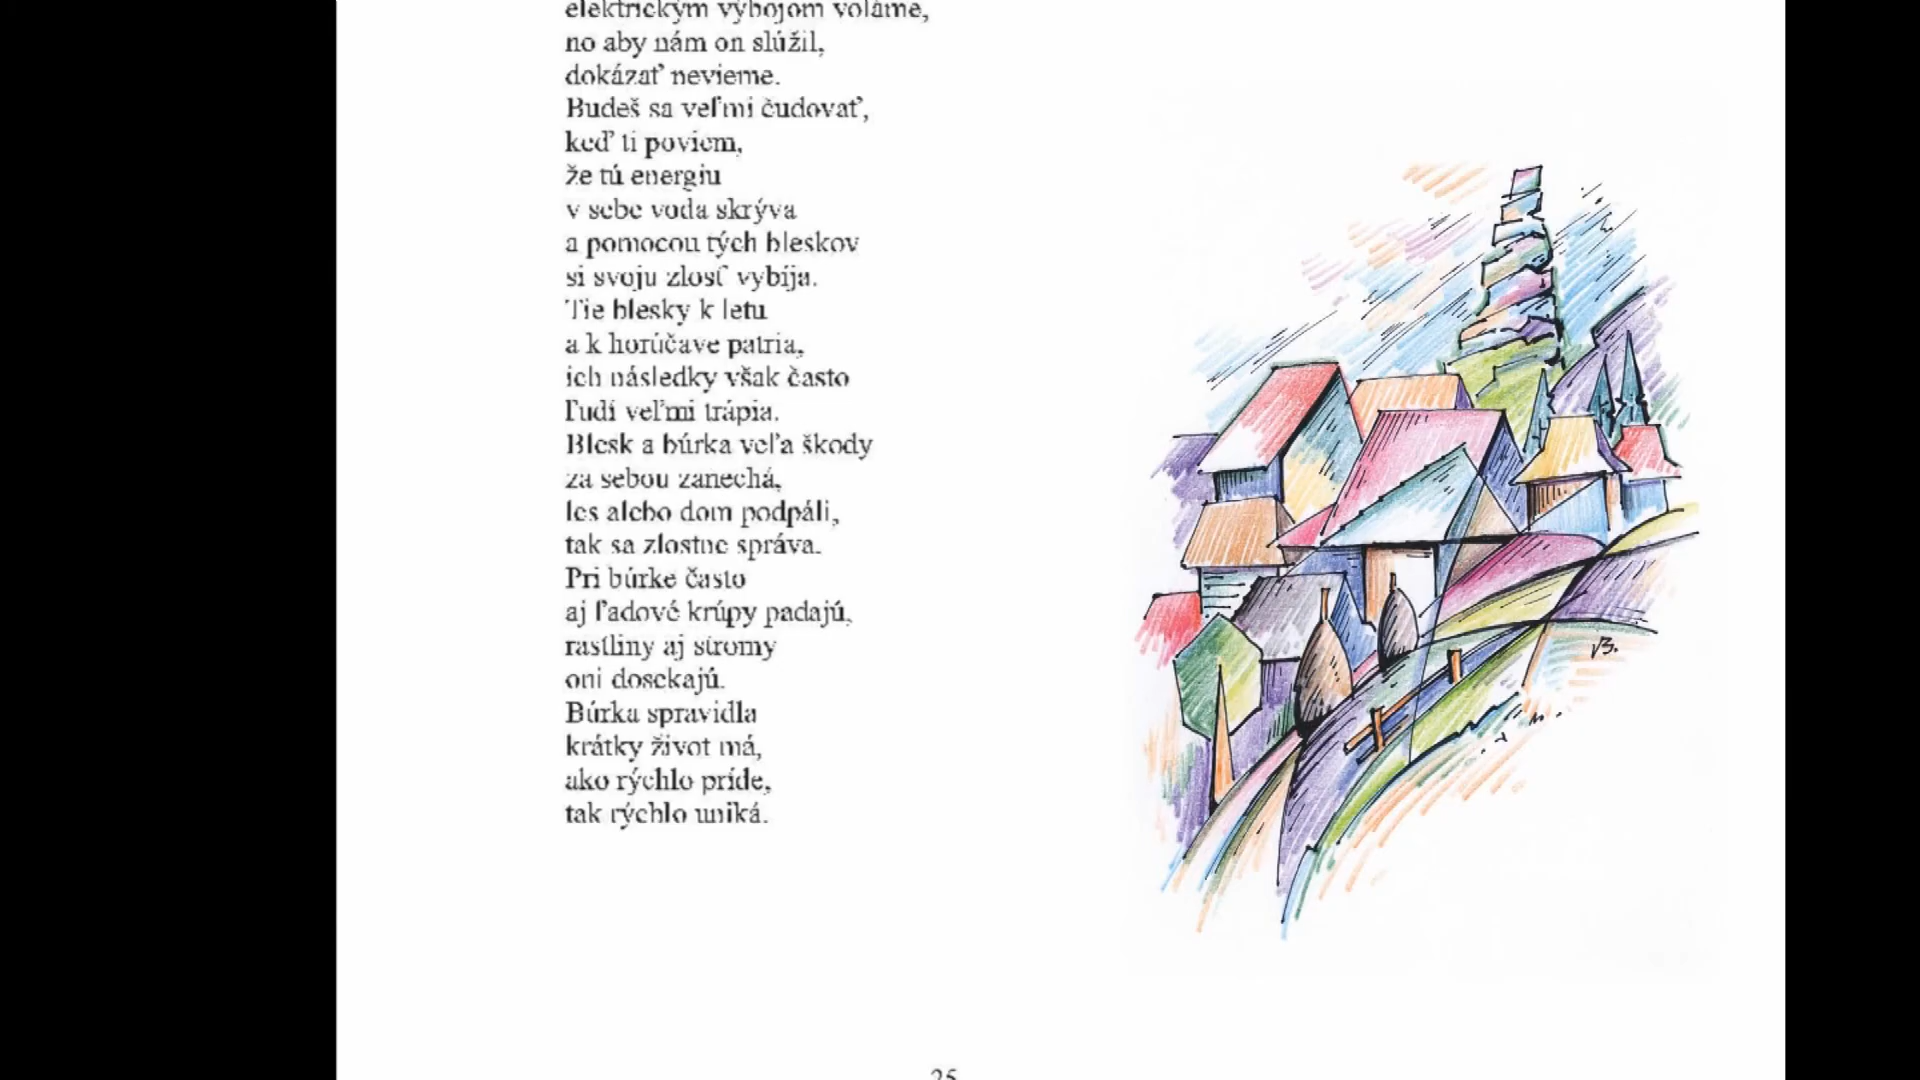 elektrickým výbojom voláme,
no aby nám on slúžil,
dokázať nevieme.
Budeš sa veľmi čudovať,
keď ti poviem,
že tú energiu
v sebe voda skrýva
a pomocou tých bleskov
si svoju zlosť vybíja.
Tie blesky k letu
a k horúčave patria,
ich následky však často
ľudí veľmi trápia.
Blesk a búrka veľa škody
za sebou zanechá,
les alebo dom podpáli,
tak sa zlostne správa.
Pri búrke často
aj ľadové krúpy padajú,
rastliny aj stromy
oni dosekajú.
Búrka spravidla
krátky život má,
ako rýchlo príde,
tak rýchlo uniká.
25